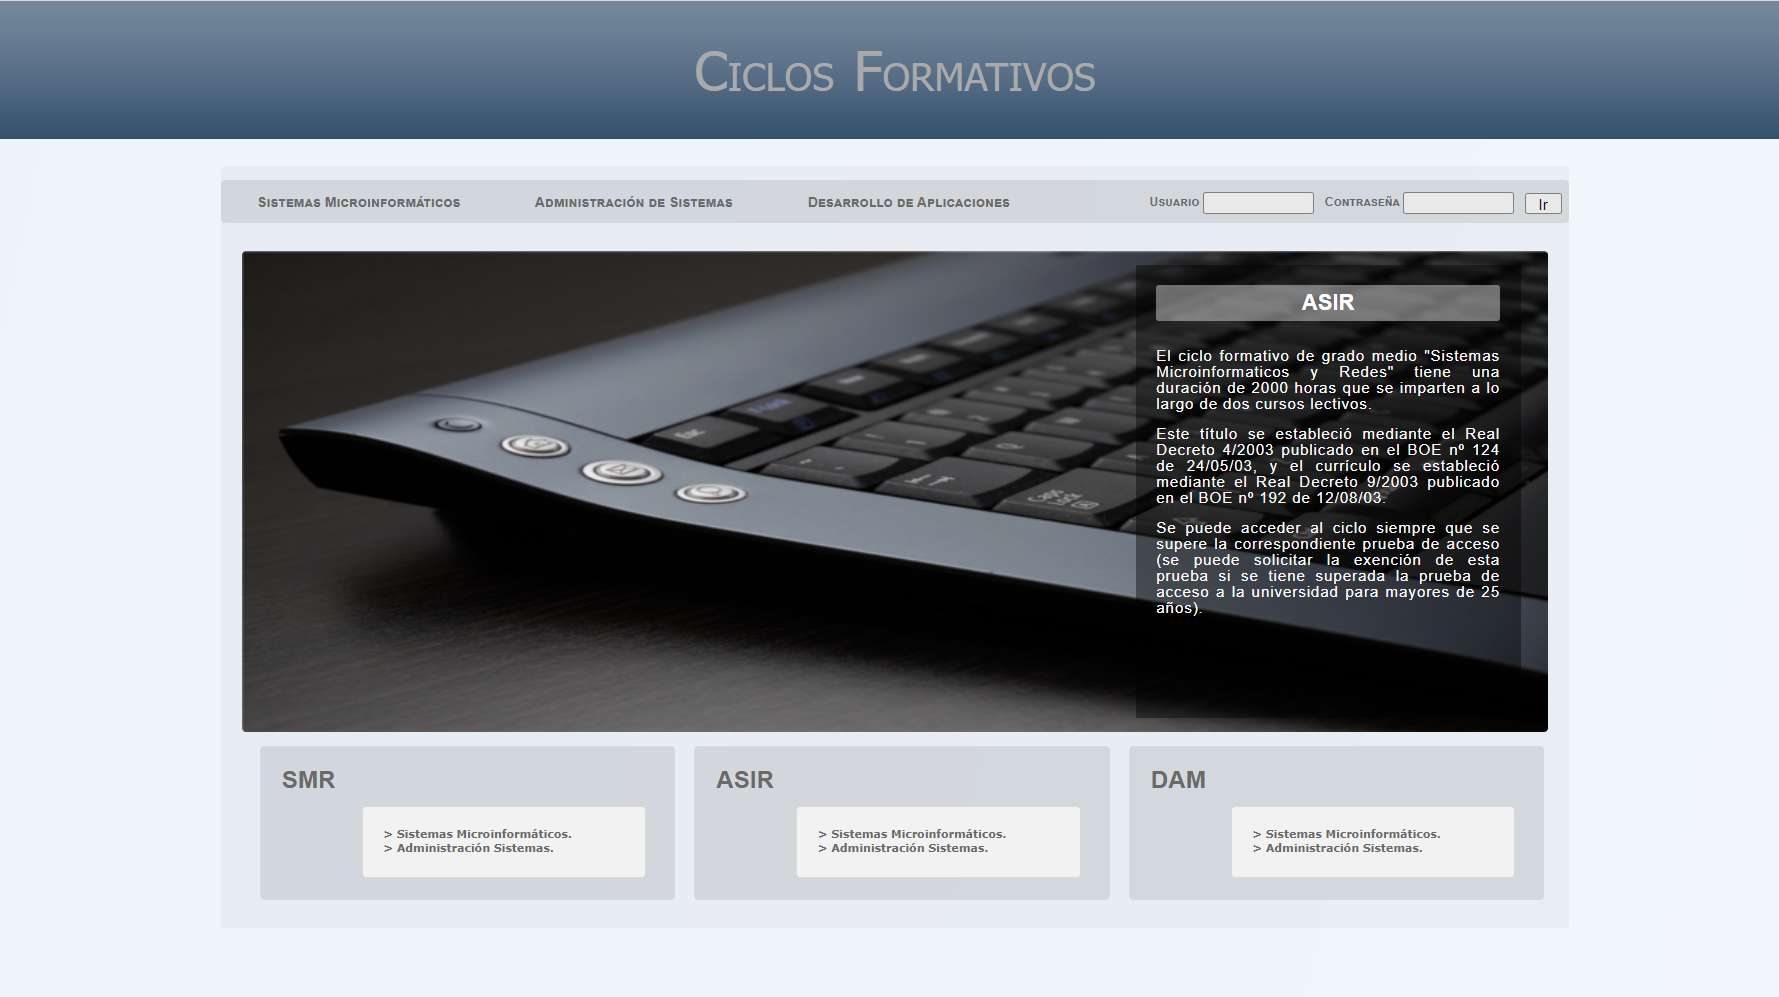 Ciclos Formativos
Sistemas Microinformáticos
Administración de Sistemas
Desarrollo de Aplicaciones
Usuario
Contraseña
Ir
ASIR
El ciclo formativo de grado medio "Sistemas
Microinformaticos y Redes" tiene una
duración de 2000 horas que se imparten a lo
largo de dos cursos lectivos.
Este título se estableció mediante el Real
Decreto 4/2003 publicado en el BOE nº 124
de 24/05/03, y el currículo se estableció
mediante el Real Decreto 9/2003 publicado
en el BOE nº 192 de 12/08/03.
Se puede acceder al ciclo siempre que se
supere la correspondiente prueba de acceso
(se puede solicitar la exención de esta
prueba si se tiene superada la prueba de
acceso a la universidad para mayores de 25
años).
Esc
Caps
Lock
SMR
> Sistemas Microinformáticos.
> Administración Sistemas.
ASIR
> Sistemas Microinformáticos.
> Administración Sistemas.
DAM
> Sistemas Microinformáticos.
> Administración Sistemas.